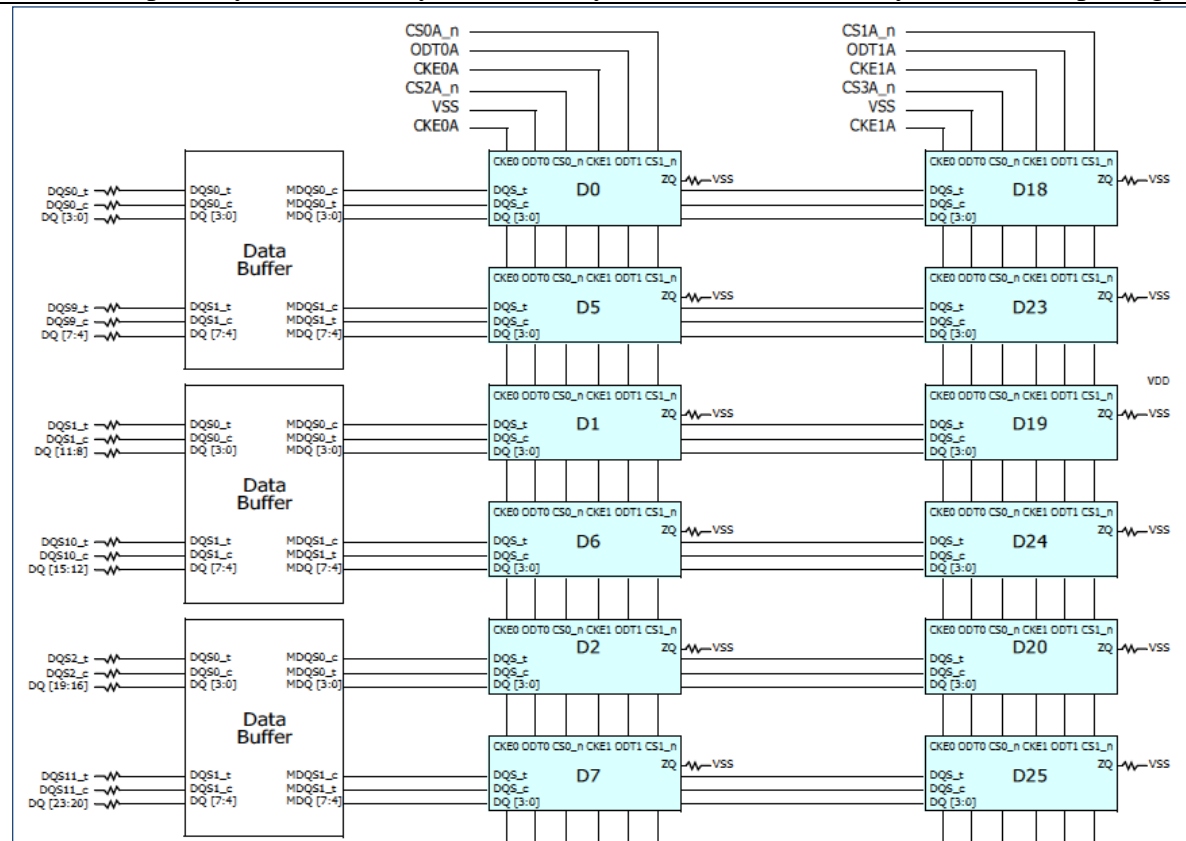 CS0A_n
ODT0A
CKE0A
CS2A_n
VSS
CKE0A
CS1A_n
ODT1A
CKE1A
CS3A_n
VSS
CKE1A
DQS0_t
DQS0_c
DQ [3:0]
DQS0_t MDQS0_c
DQS0_c MDQS0_t
DQ [3:0] MDQ [3:0]
Data
Buffer
DQS9_t
DQS9_c
DQ [7:4]
DQS1_t MDQS1_c
DQS1_c MDQS1_t
DQ [7:4] MDQ [7:4]
CKE0 ODT0 CS0_n CKE1 ODT1 CS1_n
D0
ZQ VSS
DQS_t
DQS_c
DQ [3:0]
CKE0 ODT0 CS0_n CKE1 ODT1 CS1_n
D18
ZQ VSS
DQS_t
DQS_c
DQ [3:0]
CKE0 ODT0 CS0_n CKE1 ODT1 CS1_n
D5
ZQ VSS
DQS_t
DQS_c
DQ [3:0]
CKE0 ODT0 CS0_n CKE1 ODT1 CS1_n
D23
ZQ VSS
DQS_t
DQS_c
DQ [3:0]
VDD
DQS1_t
DQS1_c
DQ [11:8]
DQS0_t MDQS0_c
DQS0_c MDQS0_t
DQ [3:0] MDQ [3:0]
Data
Buffer
DQS10_t
DQS10_c
DQ [15:12]
DQS1_t MDQS1_c
DQS1_c MDQS1_t
DQ [7:4] MDQ [7:4]
CKE0 ODT0 CS0_n CKE1 ODT1 CS1_n
D1
ZQ VSS
DQS_t
DQS_c
DQ [3:0]
CKE0 ODT0 CS0_n CKE1 ODT1 CS1_n
D19
ZQ VSS
DQS_t
DQS_c
DQ [3:0]
CKE0 ODT0 CS0_n CKE1 ODT1 CS1_n
D6
ZQ VSS
DQS_t
DQS_c
DQ [3:0]
CKE0 ODT0 CS0_n CKE1 ODT1 CS1_n
D24
ZQ VSS
DQS_t
DQS_c
DQ [3:0]
DQS2_t
DQS2_c
DQ [19:16]
DQS0_t MDQS0_c
DQS0_c MDQS0_t
DQ [3:0] MDQ [3:0]
Data
Buffer
DQS11_t
DQS11_c
DQ [23:20]
DQS1_t MDQS1_c
DQS1_c MDQS1_t
DQ [7:4] MDQ [7:4]
CKE0 ODT0 CS0_n CKE1 ODT1 CS1_n
D2
ZQ VSS
DQS_t
DQS_c
DQ [3:0]
CKE0 ODT0 CS0_n CKE1 ODT1 CS1_n
D20
ZQ VSS
DQS_t
DQS_c
DQ [3:0]
CKE0 ODT0 CS0_n CKE1 ODT1 CS1_n
D7
ZQ VSS
DQS_t
DQS_c
DQ [3:0]
CKE0 ODT0 CS0_n CKE1 ODT1 CS1_n
D25
ZQ VSS
DQS_t
DQS_c
DQ [3:0]